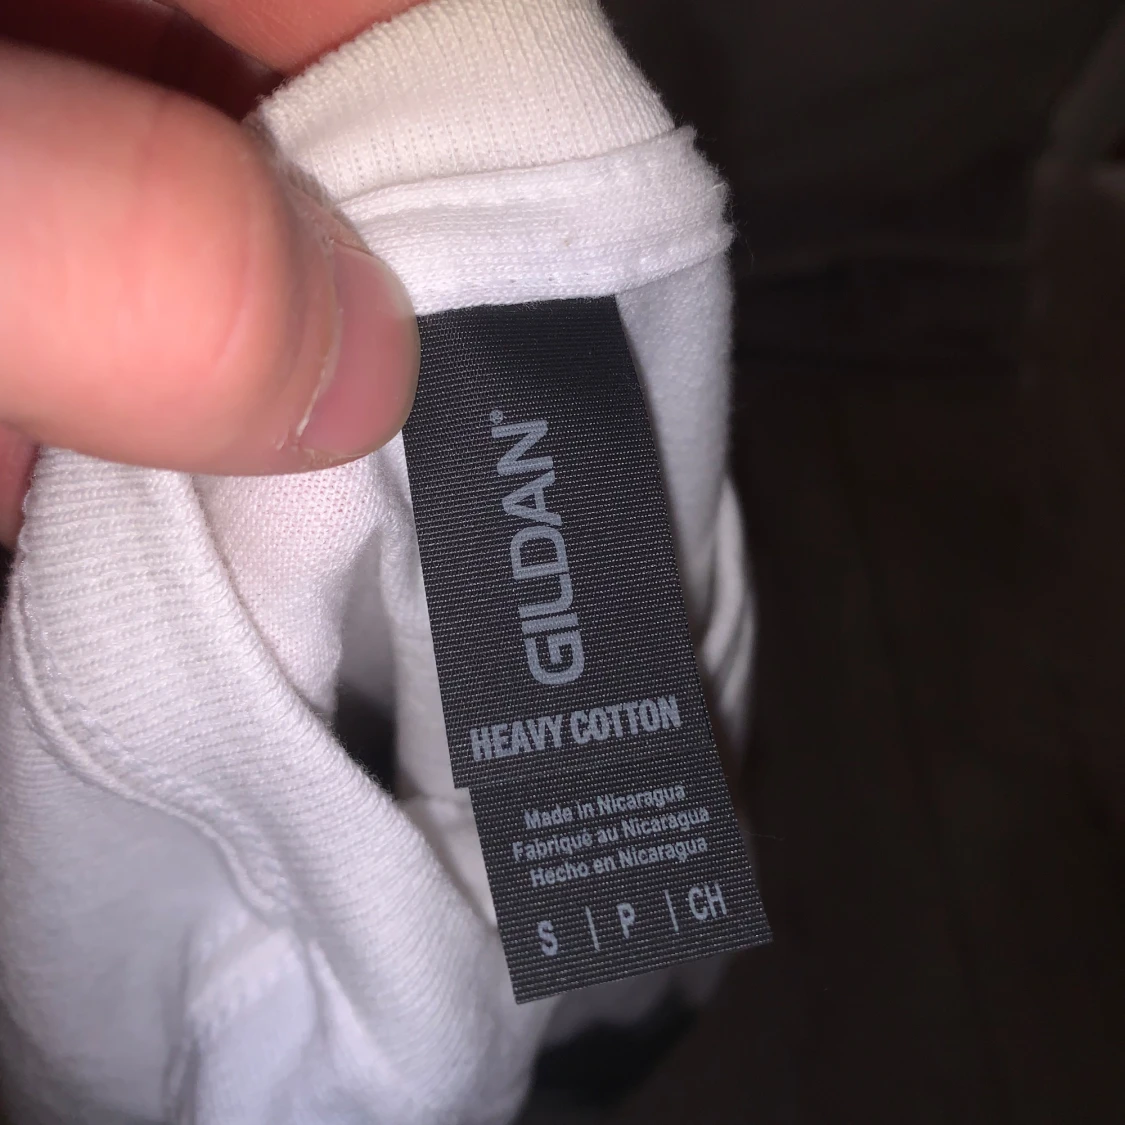 GILDAN®
HEAVY COTTON
Made in Nicaragua
Fabriqué au Nicaragua
Hecho en Nicaragua
S | P | CH